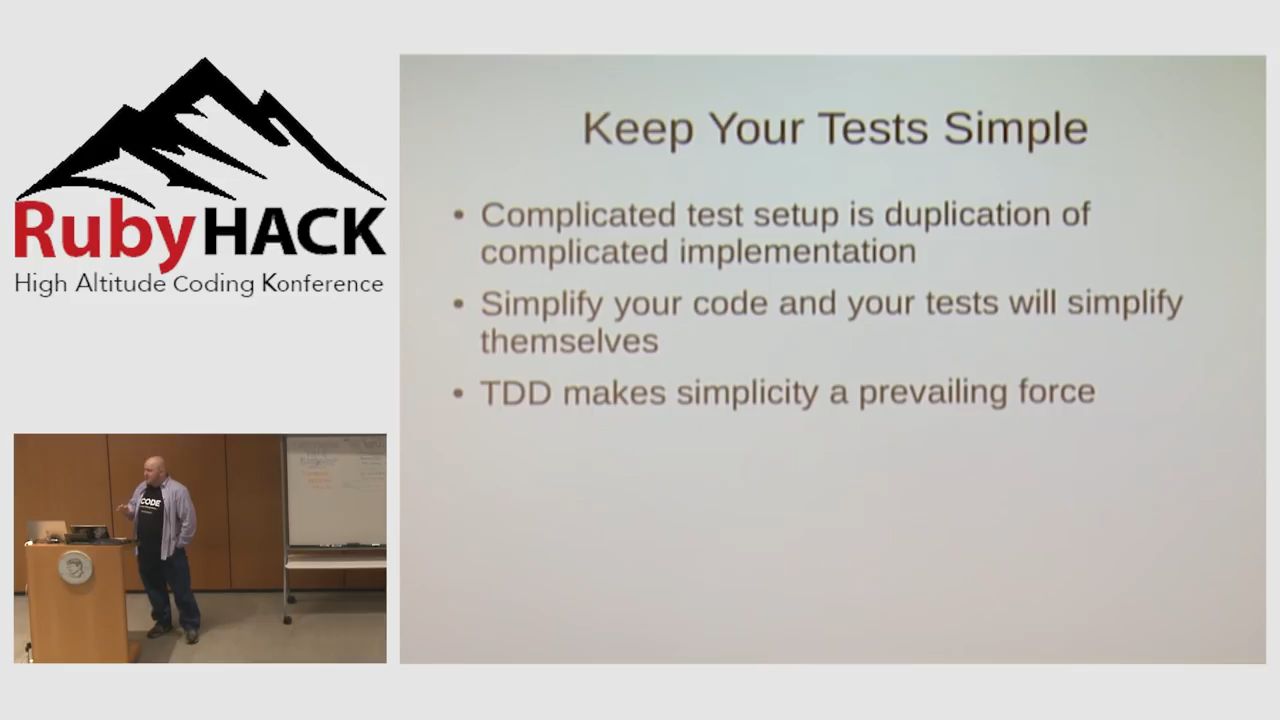 RubyHACK
High Altitude Coding Konference
Keep Your Tests Simple
• Complicated test setup is duplication of
complicated implementation
• Simplify your code and your tests will simplify
themselves
• TDD makes simplicity a prevailing force
CODE